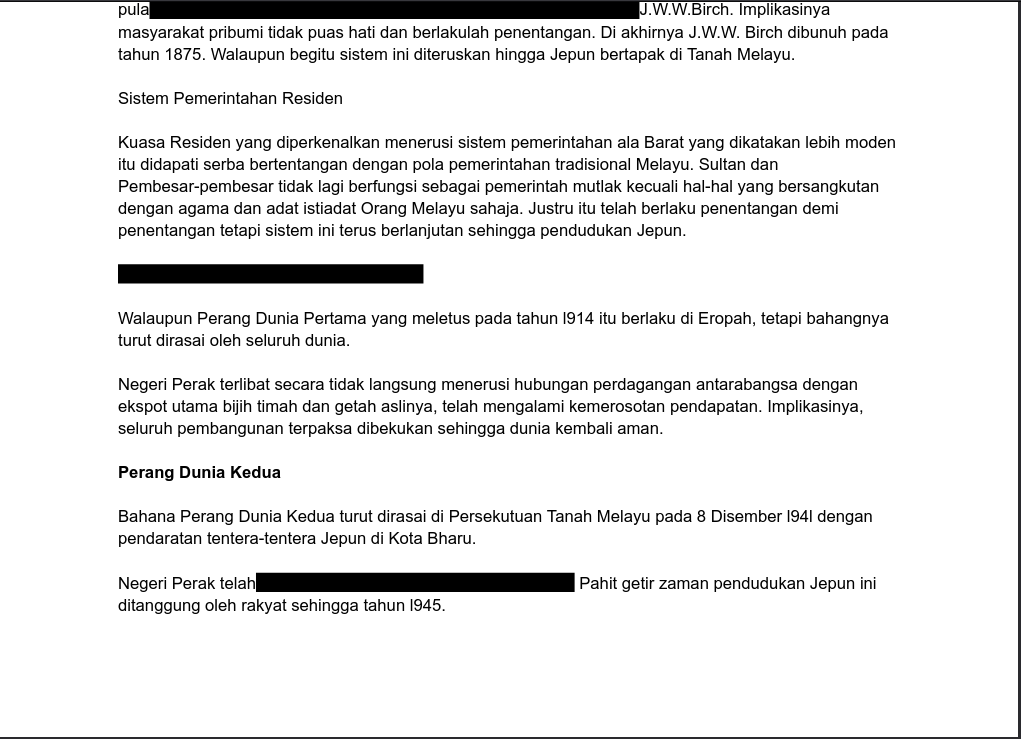 pula J.W.W.Birch. Implikasinya
masyarakat pribumi tidak puas hati dan berlakulah penentangan. Di akhirnya J.W.W. Birch dibunuh pada
tahun 1875. Walaupun begitu sistem ini diteruskan hingga Jepun bertapak di Tanah Melayu.
Sistem Pemerintahan Residen
Kuasa Residen yang diperkenalkan menerusi sistem pemerintahan ala Barat yang dikatakan lebih moden
itu didapati serba bertentangan dengan pola pemerintahan tradisional Melayu. Sultan dan
Pembesar-pembesar tidak lagi berfungsi sebagai pemerintah mutlak kecuali hal-hal yang bersangkutan
dengan agama dan adat istiadat Orang Melayu sahaja. Justru itu telah berlaku penentangan demi
penentangan tetapi sistem ini terus berlanjutan sehingga pendudukan Jepun.
Walaupun Perang Dunia Pertama yang meletus pada tahun l914 itu berlaku di Eropah, tetapi bahangnya
turut dirasai oleh seluruh dunia.
Negeri Perak terlibat secara tidak langsung menerusi hubungan perdagangan antarabangsa dengan
ekspot utama bijih timah dan getah aslinya, telah mengalami kemerosotan pendapatan. Implikasinya,
seluruh pembangunan terpaksa dibekukan sehingga dunia kembali aman.
Perang Dunia Kedua
Bahana Perang Dunia Kedua turut dirasai di Persekutuan Tanah Melayu pada 8 Disember l94l dengan
pendaratan tentera-tentera Jepun di Kota Bharu.
Negeri Perak telah Pahit getir zaman pendudukan Jepun ini
ditanggung oleh rakyat sehingga tahun l945.